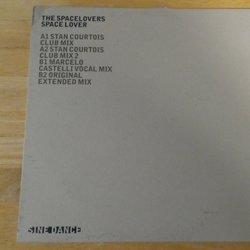 THE SPACELOVERS
SPACE LOVER
A1 STAN COURTOIS
CLUB MIX
A2 STAN COURTOIS
CLUB MIX 2
B1 MARCELO
CASTELLI VOCAL MIX
B2 ORIGINAL
EXTENDED MIX
SINE DANCE